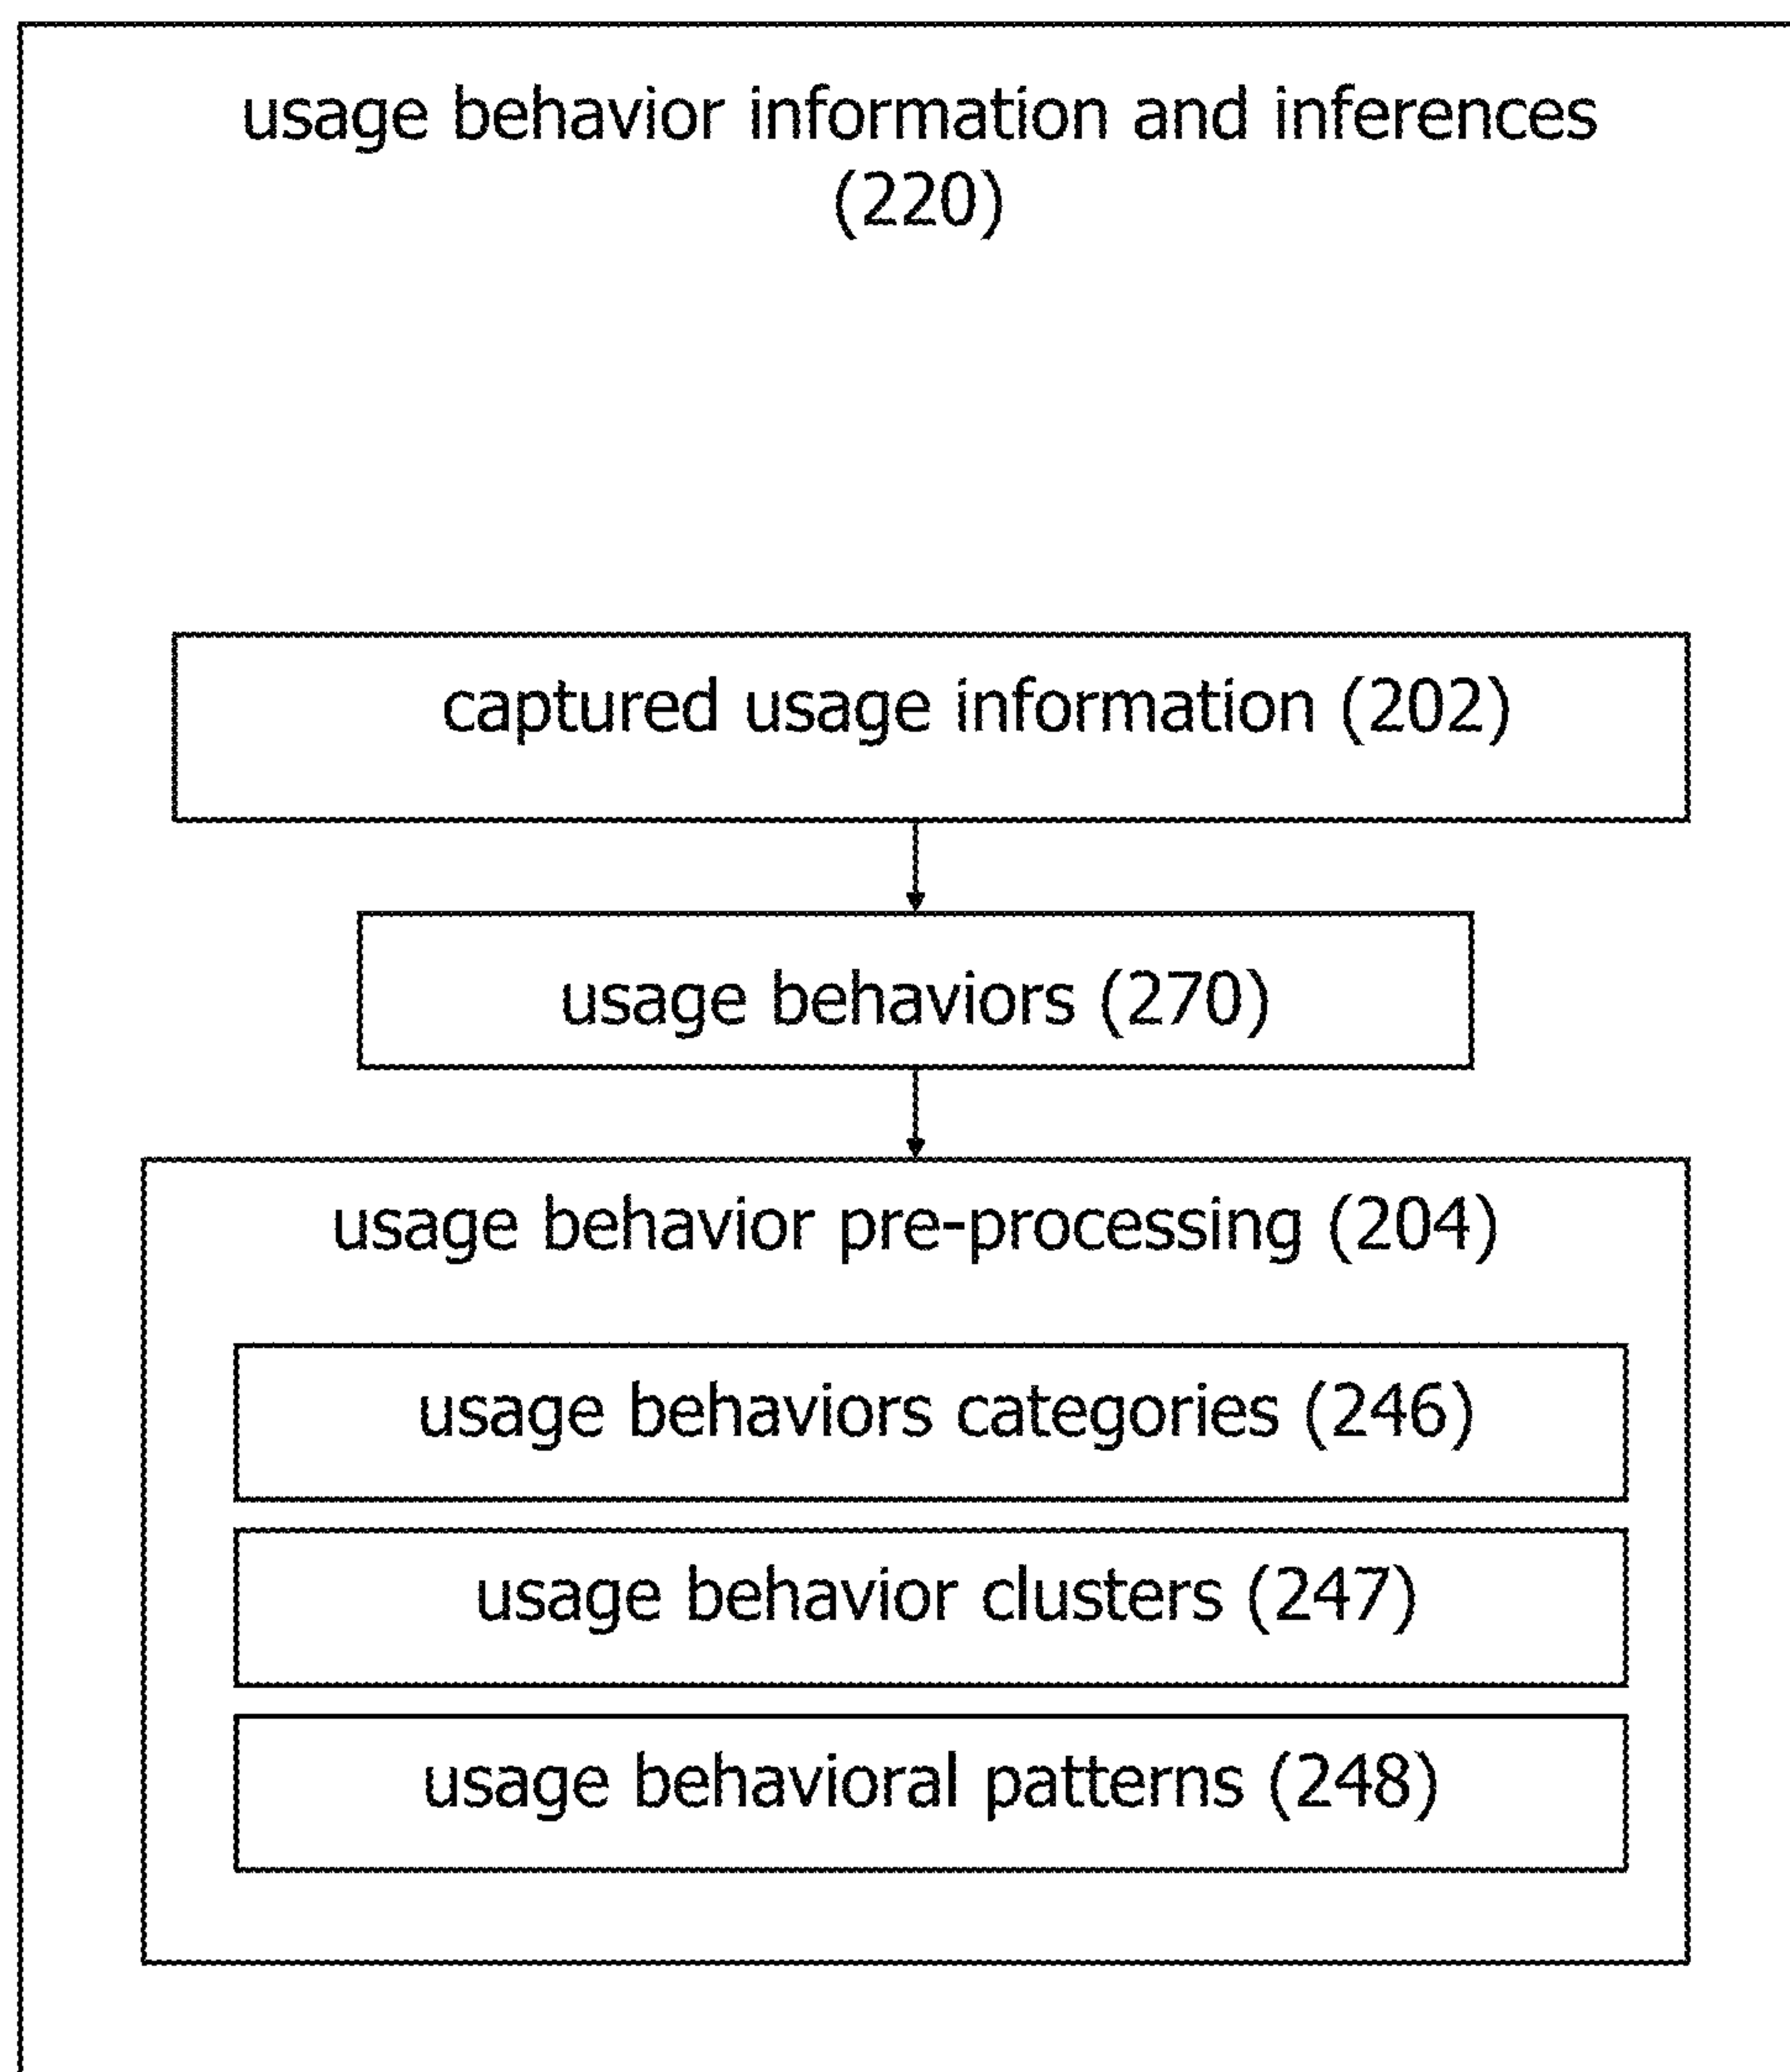 usage behavior information and inferences
(220)
captured usage information (202)
usage behaviors (270)
usage behavior pre-processing (204)
usage behaviors categories (246)
usage behavior clusters (247)
usage behavioral patterns (248)